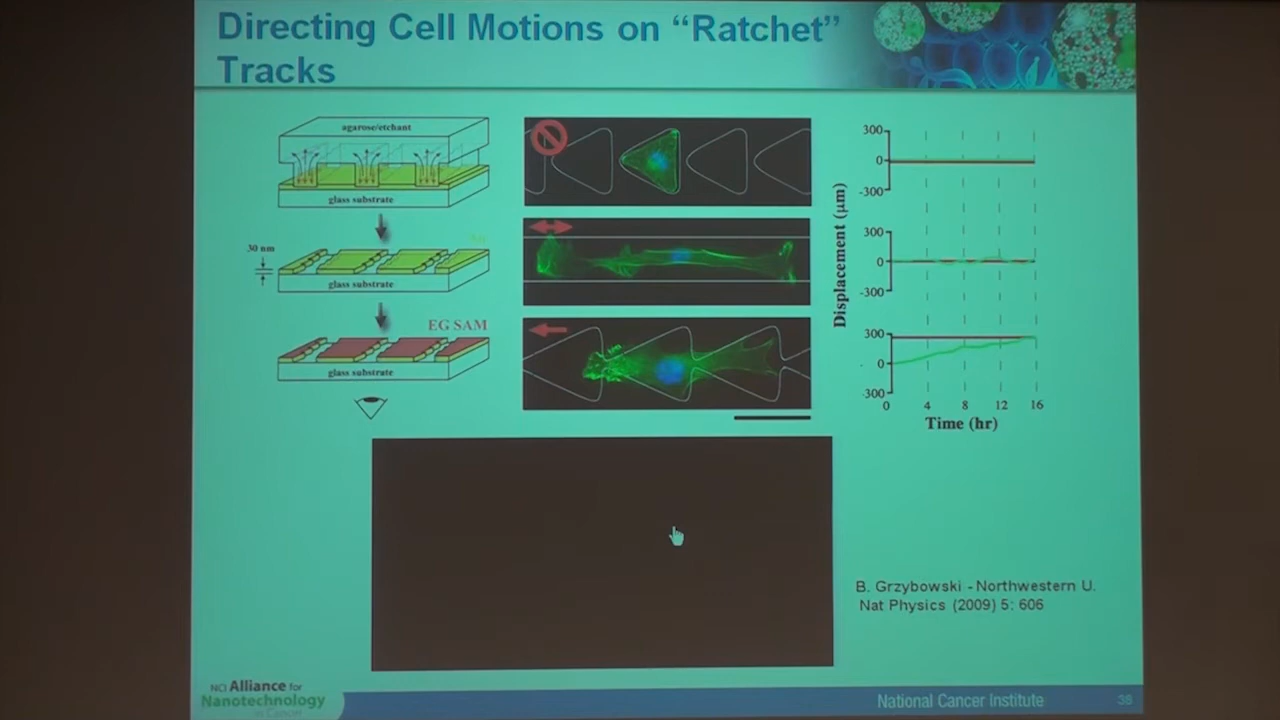 Directing Cell Motions on “Ratchet”
Tracks
agarose/etchant
glass substrate
30 nm
glass substrate
EG SAM
glass substrate
Displacement (μm)
300
0
-300
300
0
-300
300
0
300
0
4
8
12
16
Time (hr)
B. Grzybowski - Northwestern U.
Nat Physics (2009) 5: 606
NCI Alliance for
Nanotechnology
in Cancer
National Cancer Institute
38